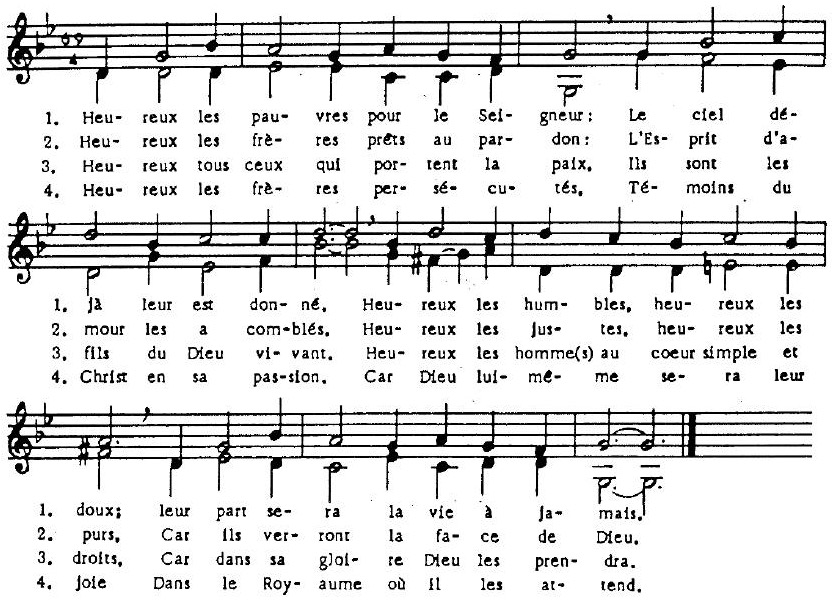 1. Heu- reux les pau- vres pour le Sei- gneur: Le ciel dé-
2. Heu- reux les frè- res prêts au par- don: L'Es- prit d'a-
3. Heu- reux tous ceux qui por- tent la paix. Ils sont les
4. Heu- reux les frè- res per- sé- cu- tés, Té- moins du
1. jà leur est don- né. Heu- reux les hum- bles, heu- reux les
2. mour les a com-blés. Heu- reux les jus- tes, heu- reux les
3. fils du Dieu vi- vant. Heu- reux les homme(s) au coeur simple et
4. Christ en sa pas-sion. Car Dieu lui- mê- me se- ra leur
1. doux; leur part se- ra la vie à ja- mais.
2. purs, Car ils ver- ront la fa- ce de Dieu.
3. droits, Car dans sa gloi- re Dieu les pren- dra.
4. joie Dans le Roy- aume où il les at- tend.